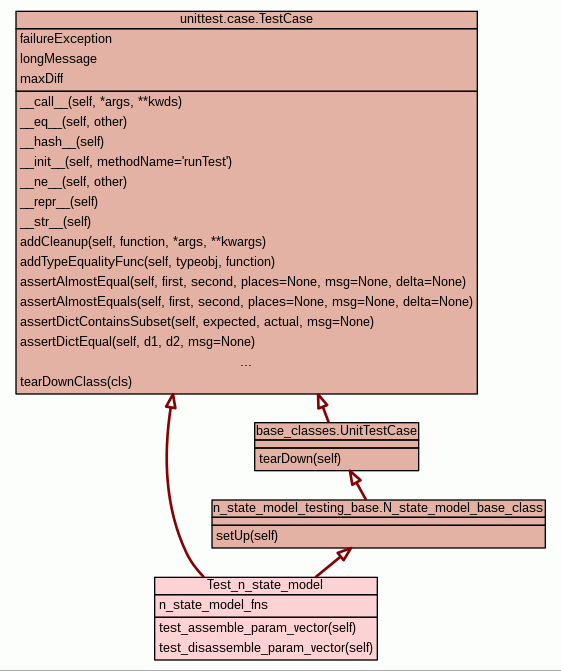 unittest.case.TestCase
failureException
longMessage
maxDiff
__call__(self, *args, **kwds)
__eq__(self, other)
__hash__(self)
__init__(self, methodName='runTest')
__ne__(self, other)
__repr__(self)
__str__(self)
addCleanup(self, function, *args, **kwargs)
addTypeEqualityFunc(self, typeobj, function)
assertAlmostEqual(self, first, second, places=None, msg=None, delta=None)
assertAlmostEquals(self, first, second, places=None, msg=None, delta=None)
assertDictContainsSubset(self, expected, actual, msg=None)
assertDictEqual(self, d1, d2, msg=None)
...
tearDownClass(cls)
base_classes.UnitTestCase
tearDown(self)
n_state_model_testing_base.N_state_model_base_class
setUp(self)
Test_n_state_model
n_state_model_fns
test_assemble_param_vector(self)
test_disassemble_param_vector(self)